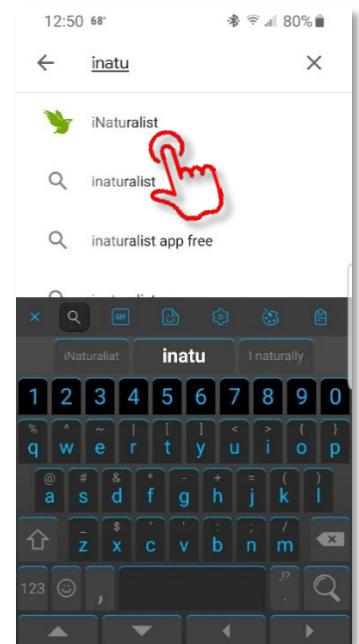 12:50 68° 80%
inatu
iNaturalist
inaturalist
inaturalist app free
GIF
iNaturaliat inatu I naturally
1 2 3 4 5 6 7 8 9 0
% ^ ~ | [ ] < > { }
q w e r t y u i o p
@ # & * - + = ( )
a s d f g h j k l
_ $ " ' : ; /
z x c v b n m
123 , ,!? .